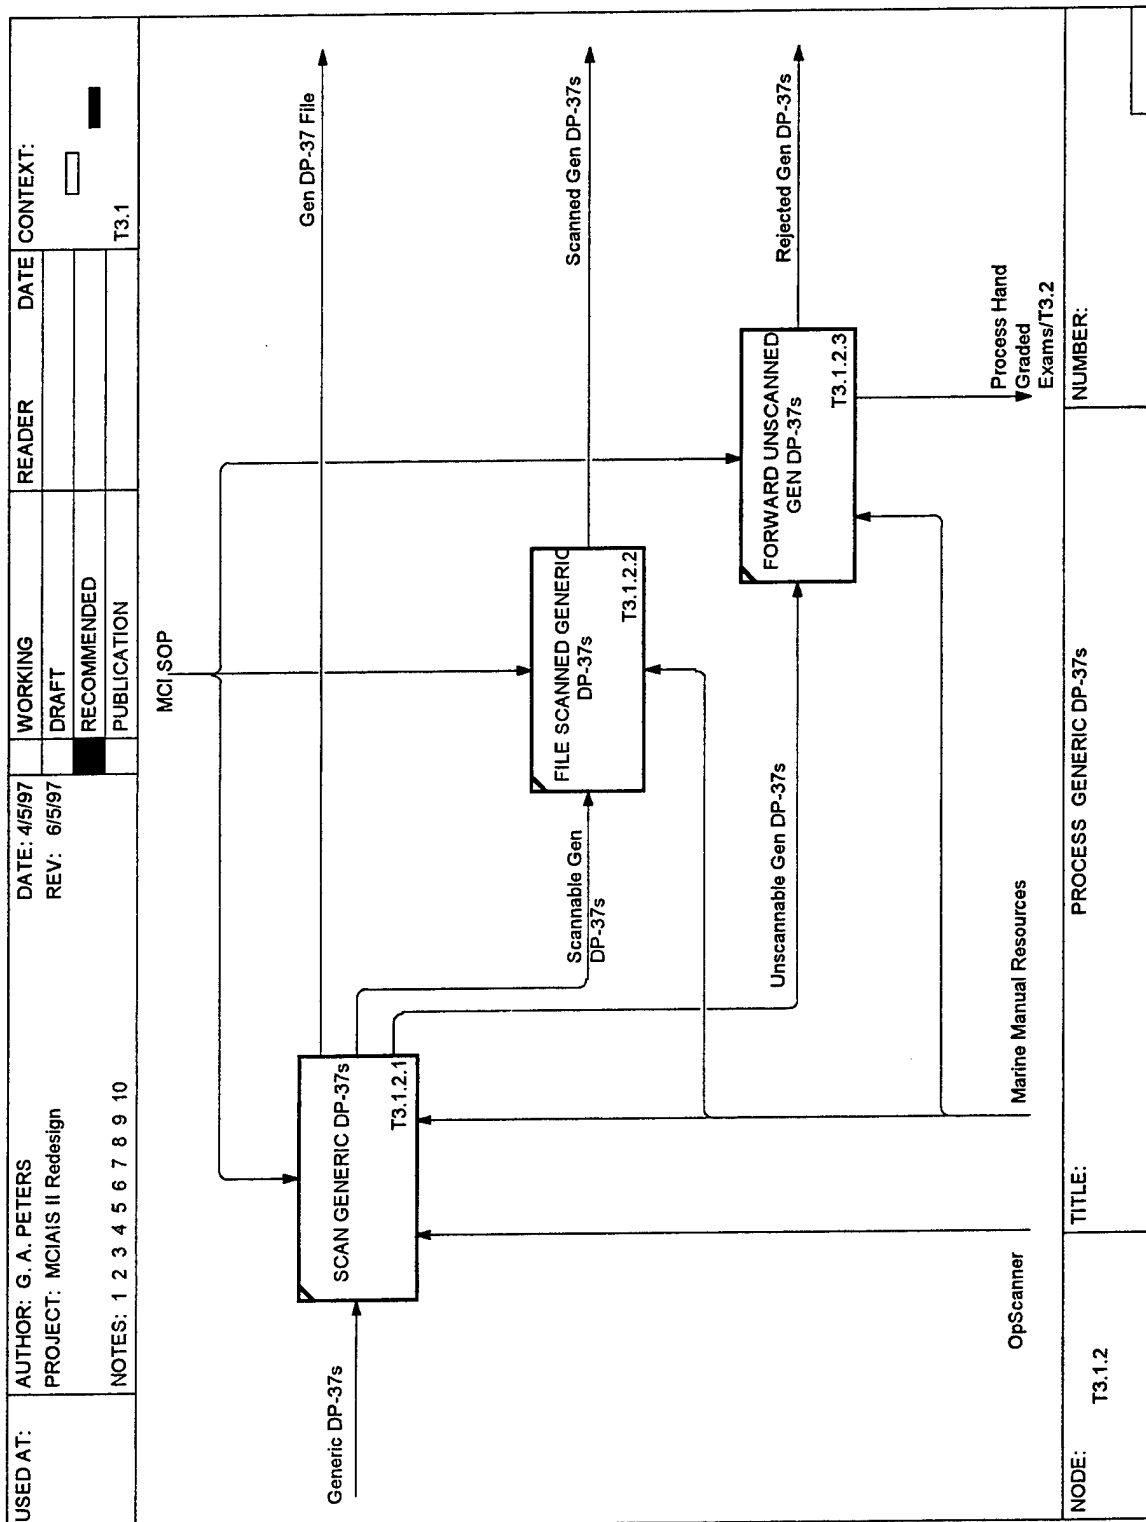 USED AT:
AUTHOR: G. A. PETERS
PROJECT: MCIAIS II Redesign
NOTES: 1 2 3 4 5 6 7 8 9 10
DATE: 4/5/97
REV: 6/5/97
WORKING
DRAFT
RECOMMENDED
PUBLICATION
READER
DATE
CONTEXT:
T3.1
MCI SOP
Gen DP-37 File
Generic DP-37s
SCAN GENERIC DP-37s
T3.1.2.1
Scannable Gen
DP-37s
FILE SCANNED GENERIC
DP-37s
T3.1.2.2
Scanned Gen DP-37s
Unscannable Gen DP-37s
FORWARD UNSCANNED
GEN DP-37s
T3.1.2.3
Rejected Gen DP-37s
Process Hand
Graded
Exams/T3.2
OpScanner
Marine Manual Resources
NODE:
T3.1.2
TITLE:
PROCESS GENERIC DP-37s
NUMBER: